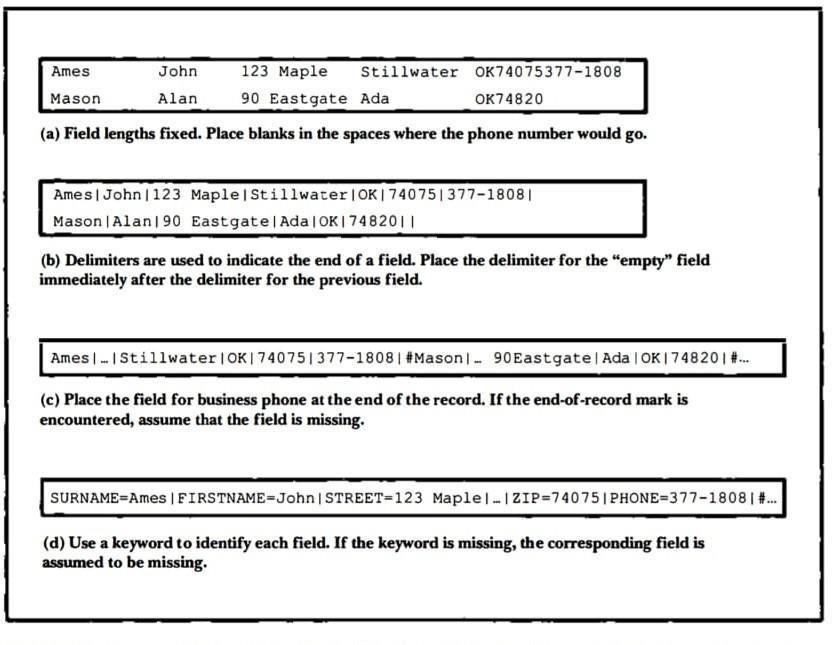 Ames John 123 Maple Stillwater OK74075377-1808
Mason Alan 90 Eastgate Ada OK74820
(a) Field lengths fixed. Place blanks in the spaces where the phone number would go.
Ames|John|123 Maple|Stillwater|OK|74075|377-1808|
Mason|Alan|90 Eastgate|Ada|OK|74820||
(b) Delimiters are used to indicate the end of a field. Place the delimiter for the “empty” field
immediately after the delimiter for the previous field.
Ames|…|Stillwater|OK|74075|377-1808|#Mason|… 90Eastgate|Ada|OK|74820|#…
(c) Place the field for business phone at the end of the record. If the end-of-record mark is
encountered, assume that the field is missing.
SURNAME=Ames|FIRSTNAME=John|STREET=123 Maple|…|ZIP=74075|PHONE=377-1808|#…
(d) Use a keyword to identify each field. If the keyword is missing, the corresponding field is
assumed to be missing.